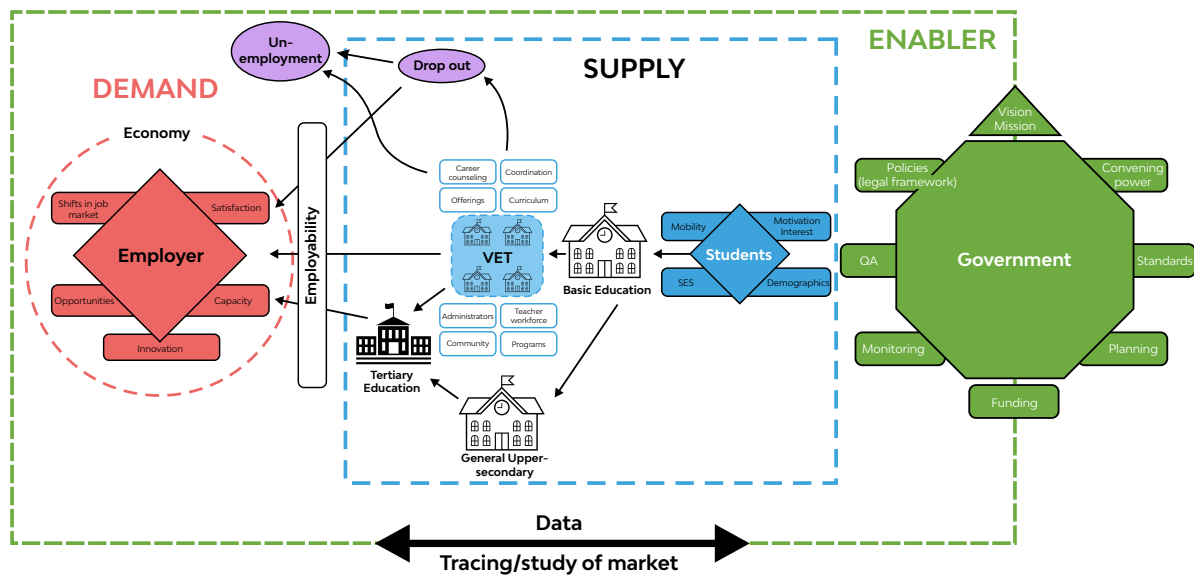 ENABLER
Un-
employment
Drop out
SUPPLY
DEMAND
Economy
Shifts in job
market
Satisfaction
Employer
Opportunities
Capacity
Innovation
Employability
Career
counseling
Coordination
Offerings
Curriculum
VET
Administrators
Teacher
workforce
Community
Programs
Basic Education
Tertiary
Education
General Upper-
secondary
Mobility
Motivation
Interest
Students
SES
Demographics
Vision
Mission
Policies
(legal framework)
Convening
power
QA
Government
Standards
Monitoring
Planning
Funding
Data
Tracing/study of market